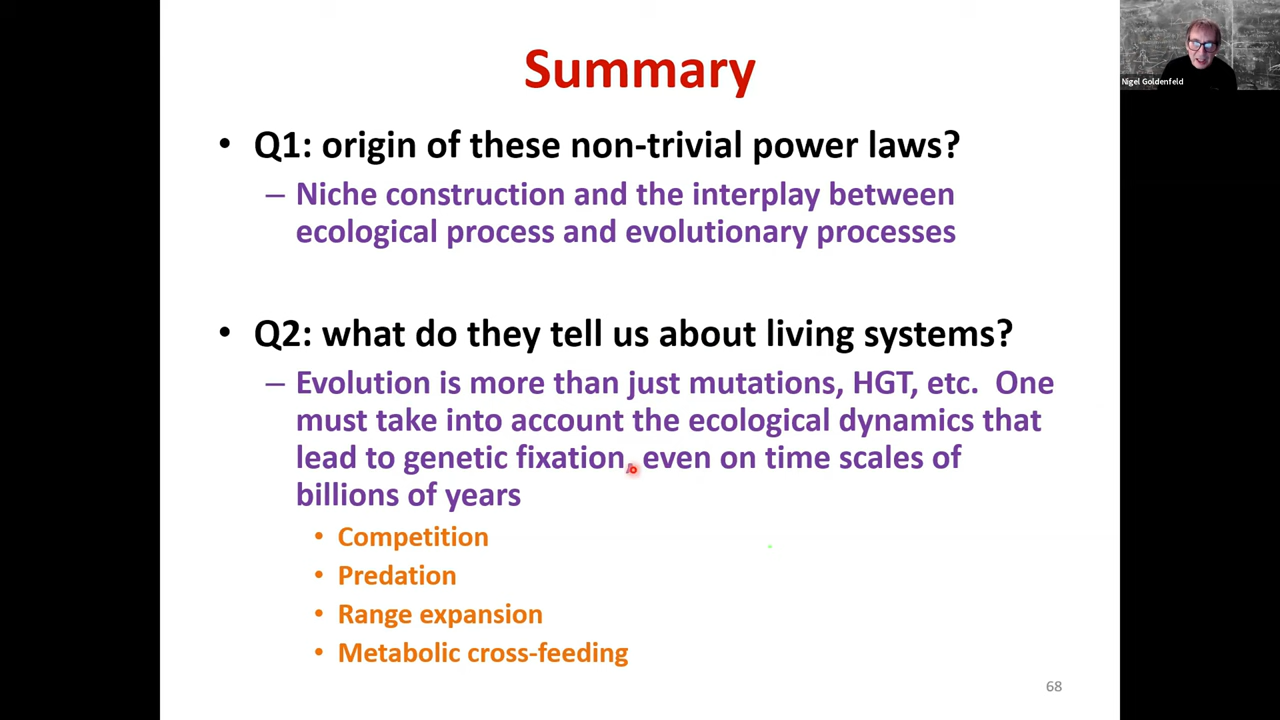 Summary
• Q1: origin of these non-trivial power laws?
– Niche construction and the interplay between
ecological process and evolutionary processes
• Q2: what do they tell us about living systems?
– Evolution is more than just mutations, HGT, etc. One
must take into account the ecological dynamics that
lead to genetic fixation, even on time scales of
billions of years
• Competition
• Predation
• Range expansion
• Metabolic cross-feeding
68
Nigel Goldenfeld